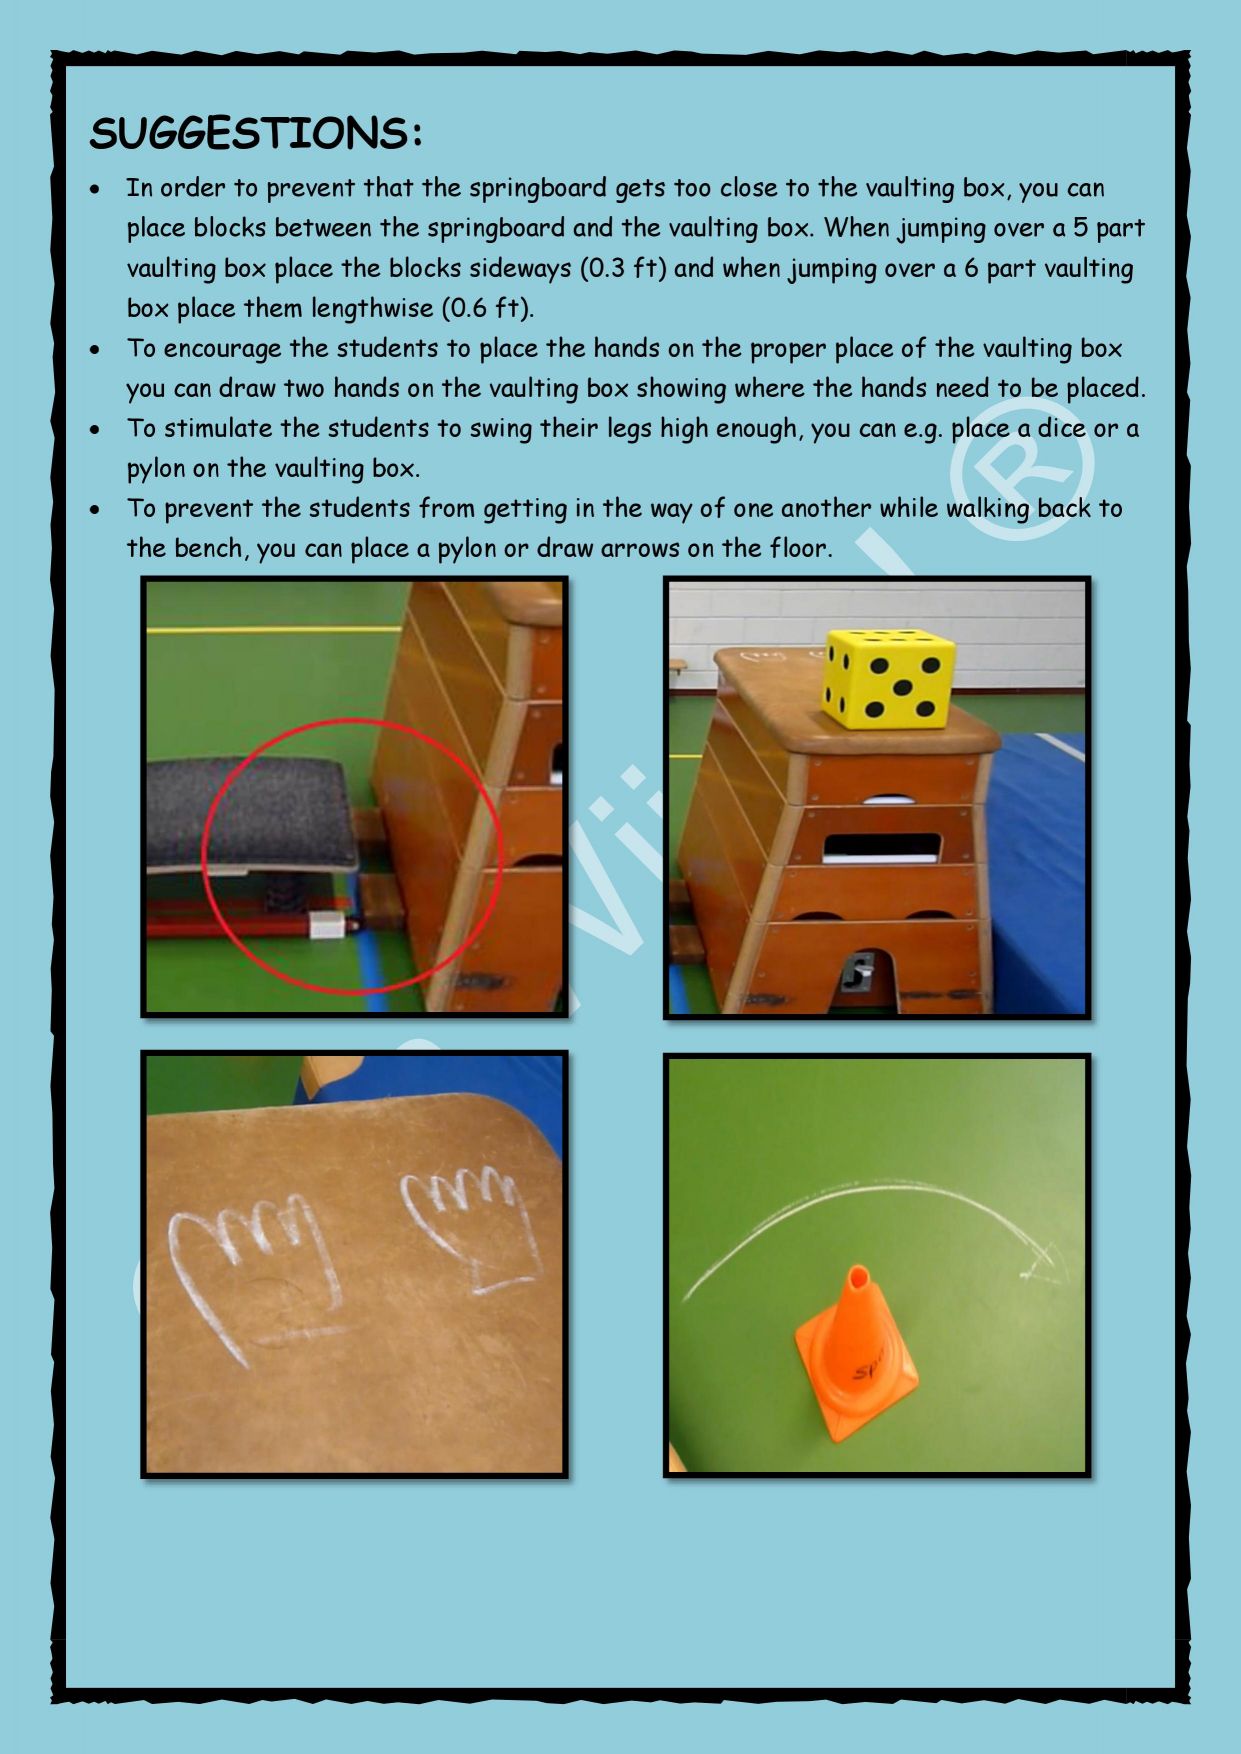 SUGGESTIONS:
• In order to prevent that the springboard gets too close to the vaulting box, you can
place blocks between the springboard and the vaulting box. When jumping over a 5 part
vaulting box place the blocks sideways (0.3 ft) and when jumping over a 6 part vaulting
box place them lengthwise (0.6 ft).
• To encourage the students to place the hands on the proper place of the vaulting box
you can draw two hands on the vaulting box showing where the hands need to be placed.
• To stimulate the students to swing their legs high enough, you can e.g. place a dice or a
pylon on the vaulting box.
• To prevent the students from getting in the way of one another while walking back to
the bench, you can place a pylon or draw arrows on the floor.
®